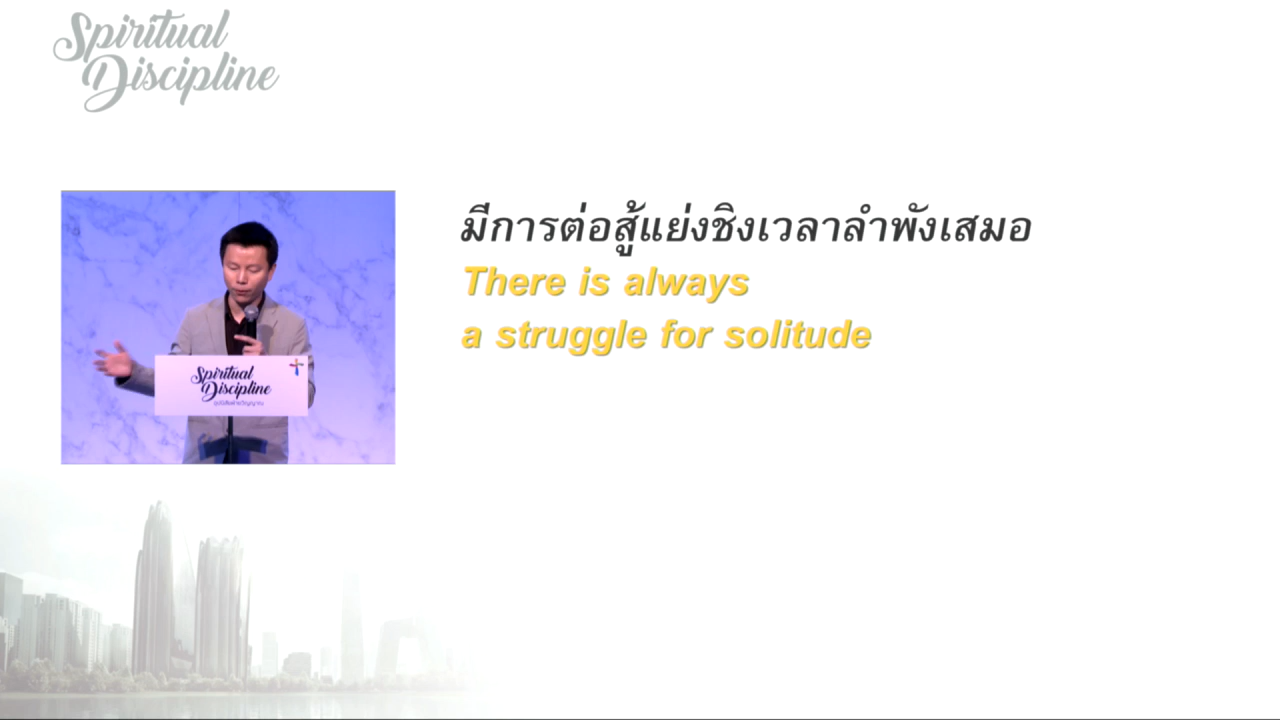 Spiritual
Discipline
มีการต่อสู้แย่งชิงเวลาลำพังเสมอ
There is always
a struggle for solitude
Spiritual
Discipline